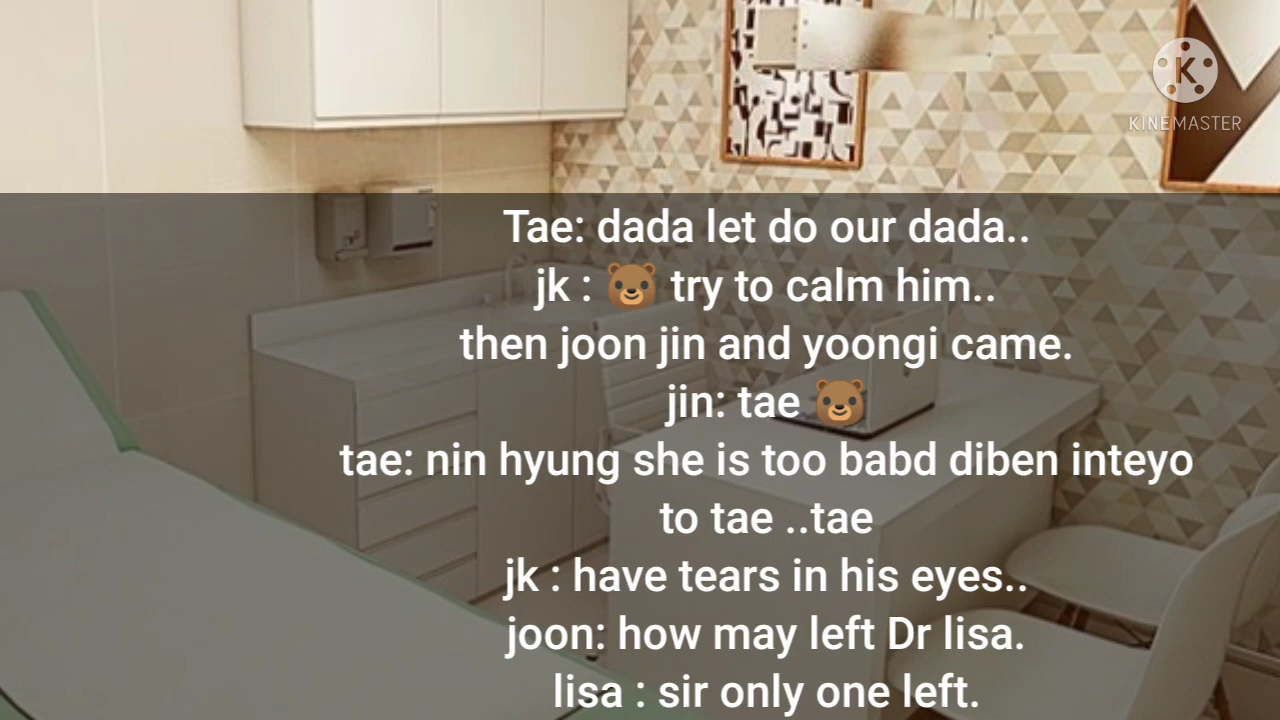 KINEMASTER
Tae: dada let do our dada..
jk : 🐻 try to calm him..
then joon jin and yoongi came.
jin: tae 🐻
tae: nin hyung she is too babd diben inteyo
to tae ..tae
jk : have tears in his eyes..
joon: how may left Dr lisa.
lisa : sir only one left.